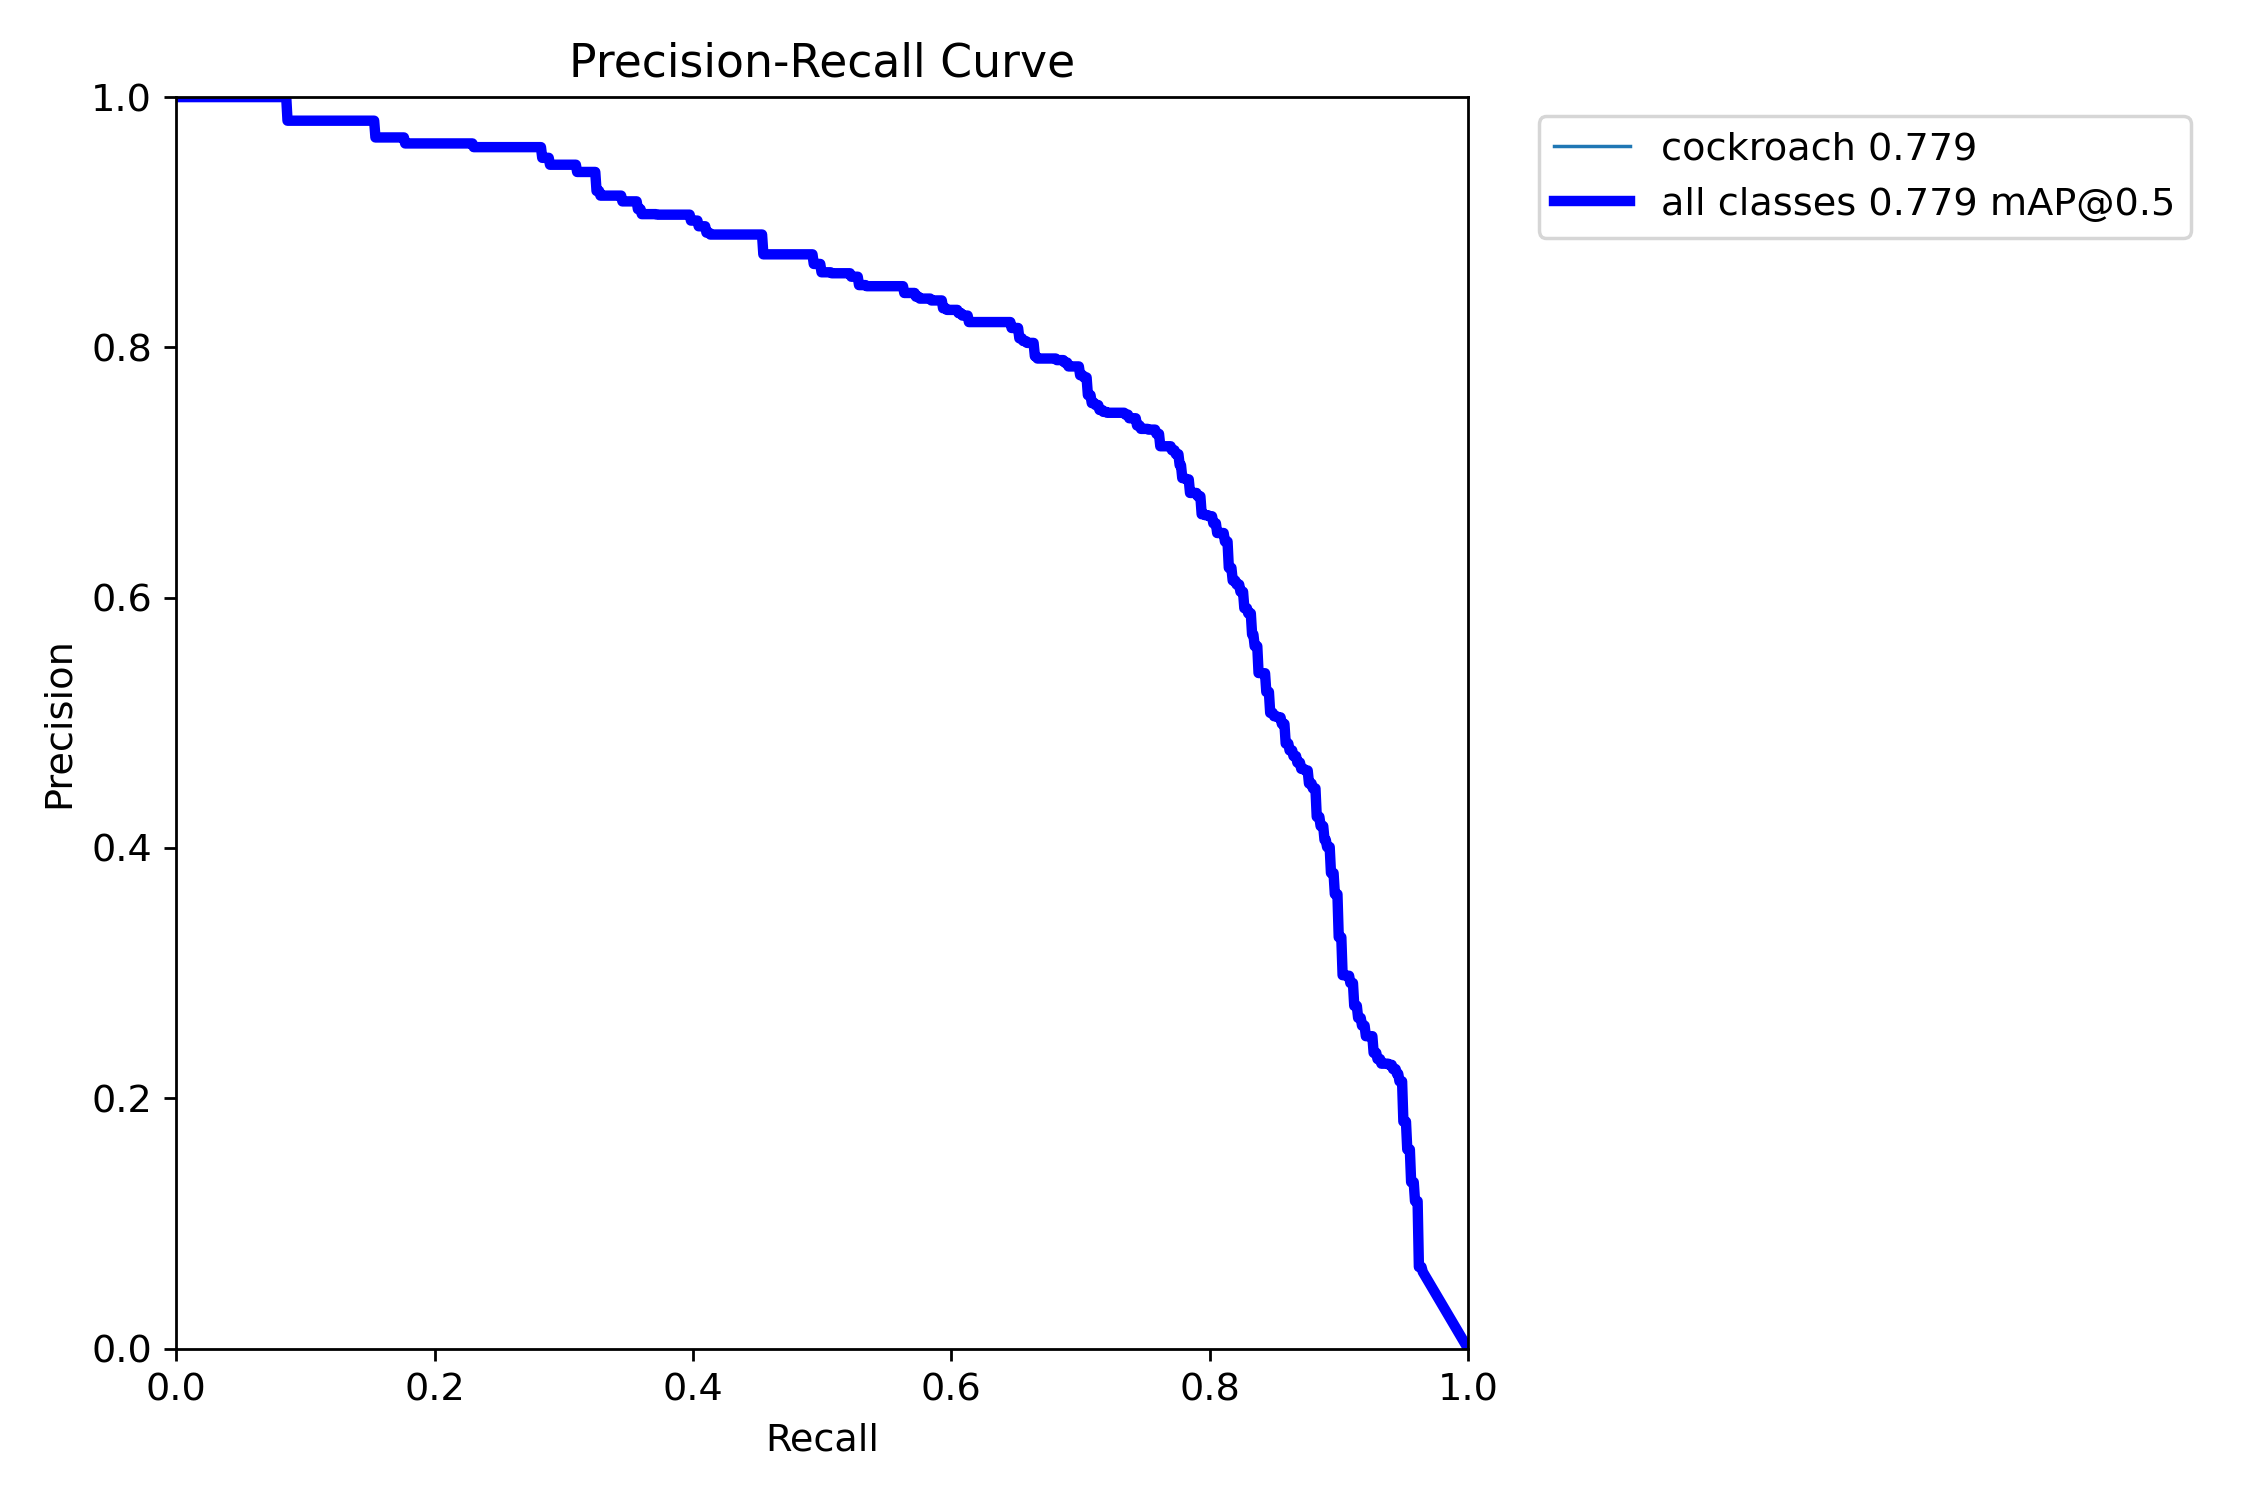 Precision-Recall Curve
cockroach 0.779
all classes 0.779 mAP@0.5
Precision
1.0
0.8
0.6
0.4
0.2
0.0
0.0 0.2 0.4 0.6 0.8 1.0
Recall